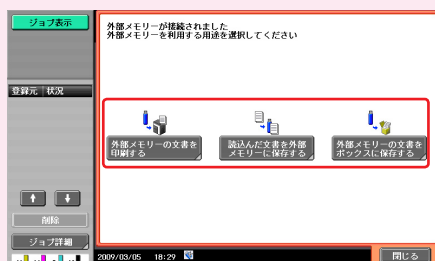 ジョブ表示
外部メモリーが接続されました
外部メモリーを利用する用途を選択してください
登録元 状況
外部メモリーの文書を
印刷する
読込んだ文書を外部
メモリーに保存する
外部メモリーの文書を
ボックスに保存する
削除
ジョブ詳細
2009/03/05 18:29
閉じる